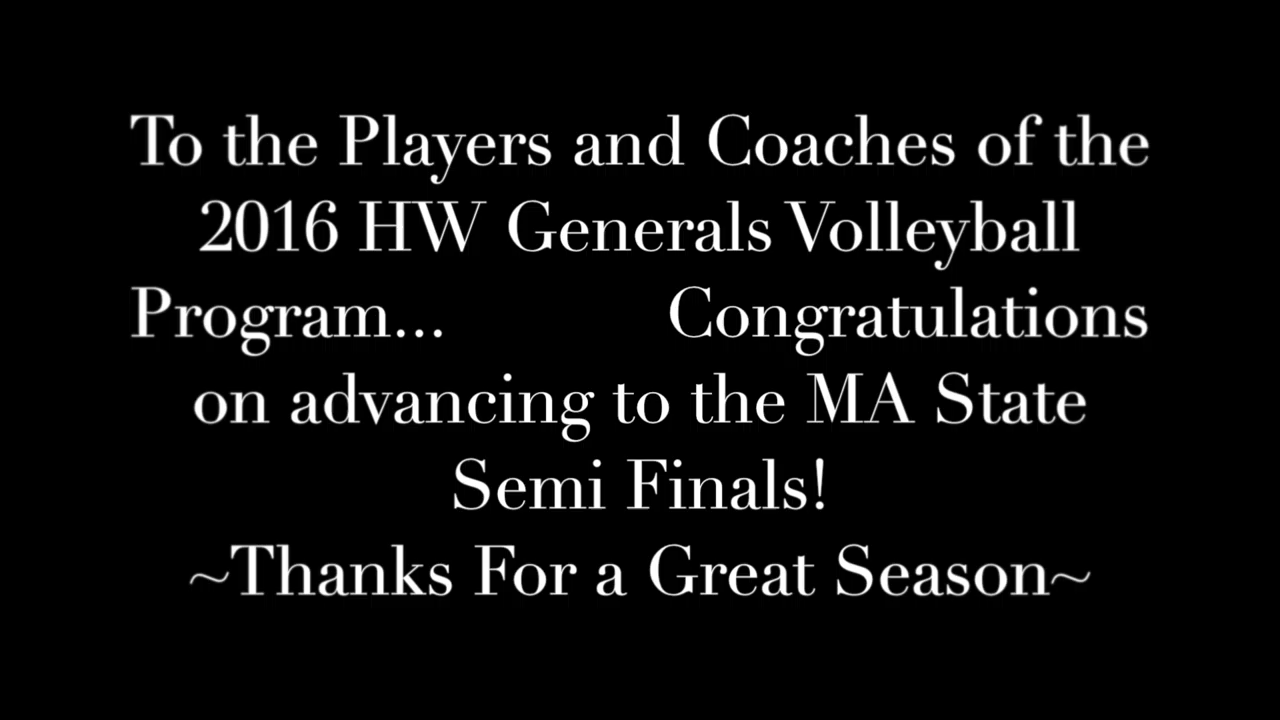 To the Players and Coaches of the
2016 HW Generals Volleyball
Program... Congratulations
on advancing to the MA State
Semi Finals!
~Thanks For a Great Season~